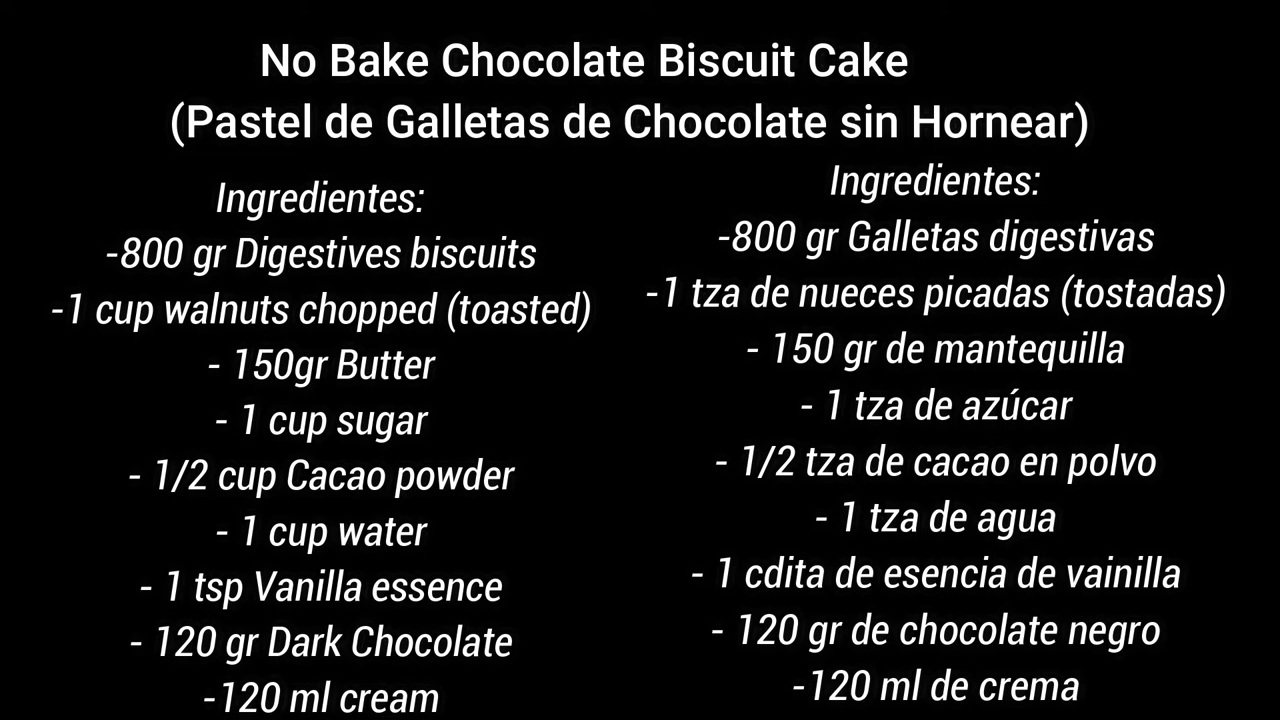 No Bake Chocolate Biscuit Cake
(Pastel de Galletas de Chocolate sin Hornear)
Ingredientes:
-800 gr Digestives biscuits
-1 cup walnuts chopped (toasted)
- 150gr Butter
- 1 cup sugar
- 1/2 cup Cacao powder
- 1 cup water
- 1 tsp Vanilla essence
- 120 gr Dark Chocolate
-120 ml cream
Ingredientes:
-800 gr Galletas digestivas
-1 tza de nueces picadas (tostadas)
- 150 gr de mantequilla
- 1 tza de azúcar
- 1/2 tza de cacao en polvo
- 1 tza de agua
- 1 cdita de esencia de vainilla
- 120 gr de chocolate negro
-120 ml de crema